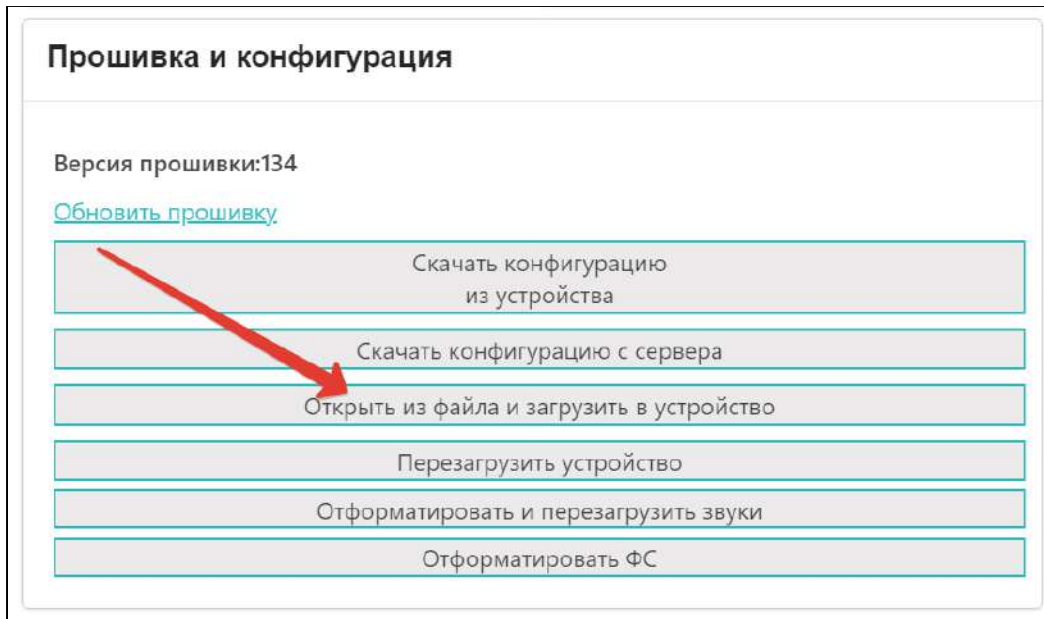 Прошивка и конфигурация
Версия прошивки:134
Обновить прошивку
Скачать конфигурацию
из устройства
Скачать конфигурацию с сервера
Открыть из файла и загрузить в устройство
Перезагрузить устройство
Отформатировать и перезагрузить звуки
Отформатировать ФС